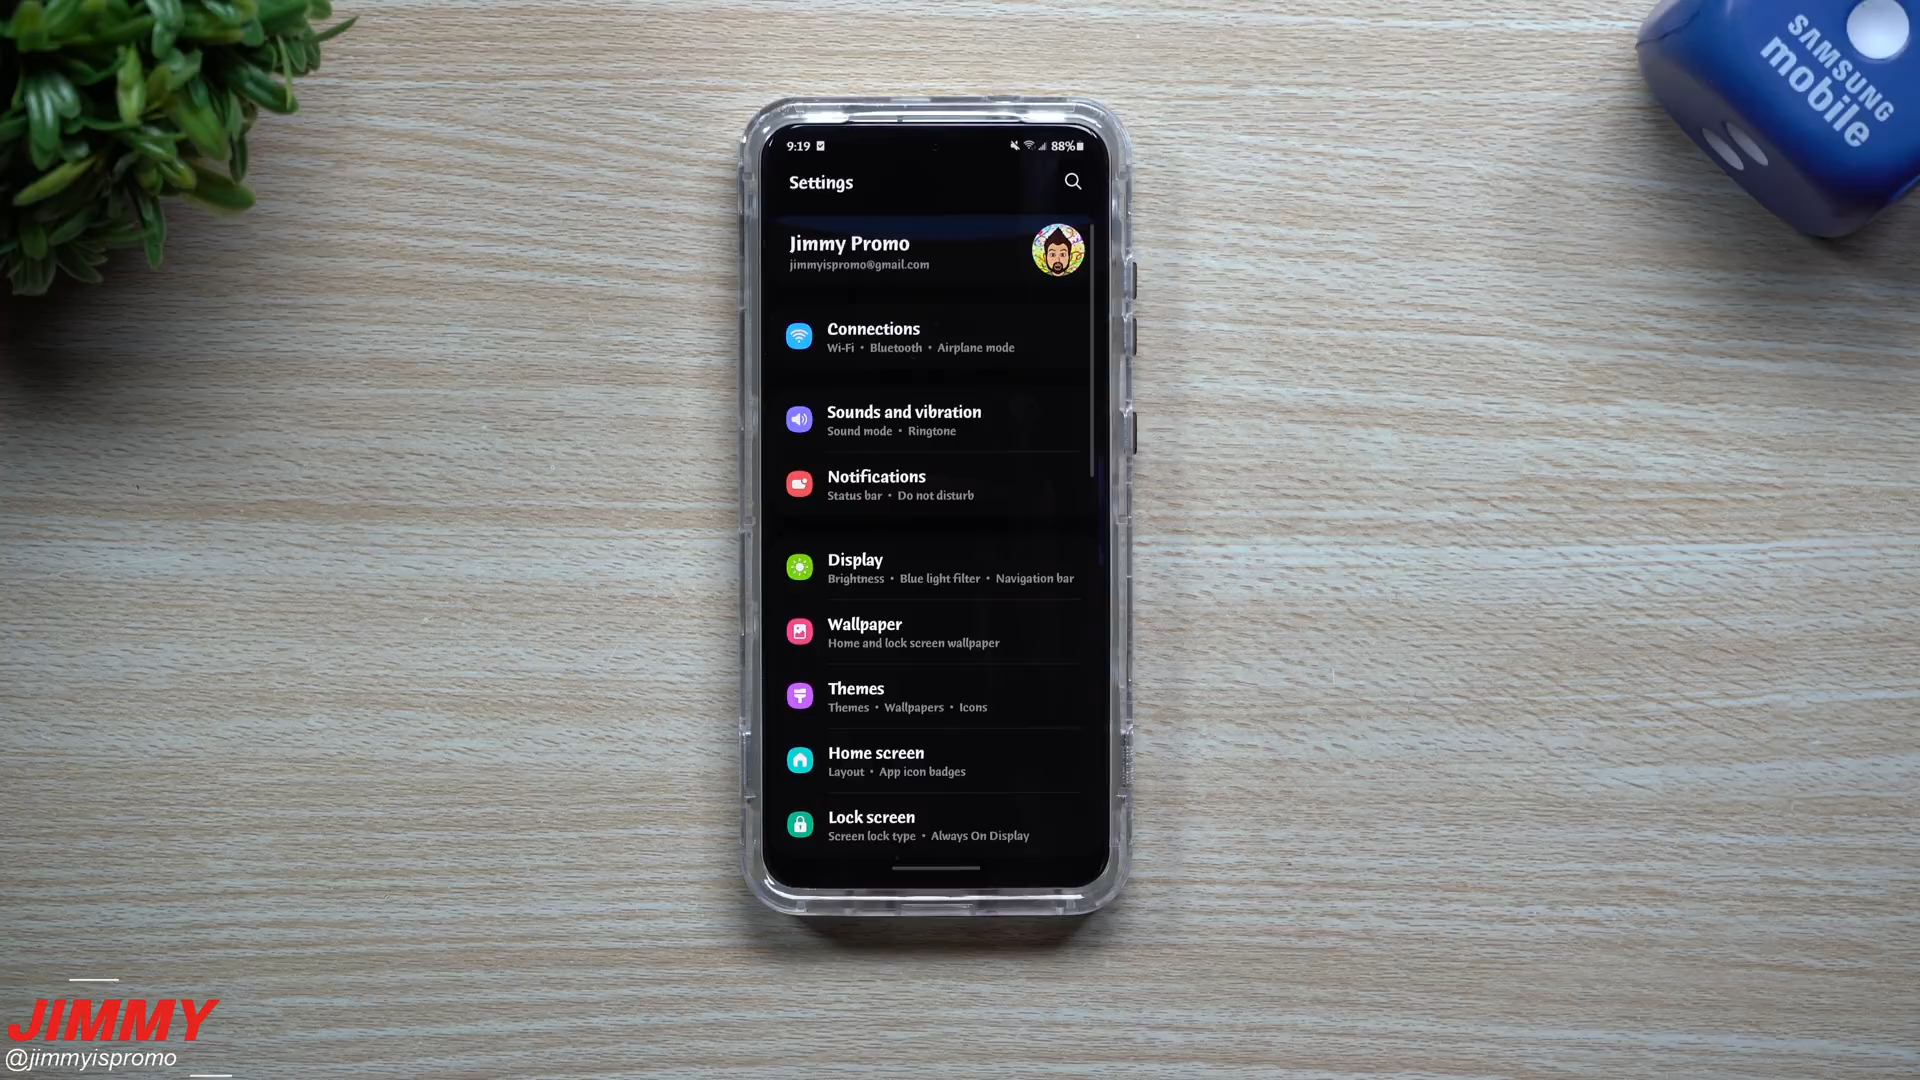 SAMSUNG
mobile
9:19
88%
Settings
Jimmy Promo
jimmyispromo@gmail.com
Connections
Wi-Fi • Bluetooth • Airplane mode
Sounds and vibration
Sound mode • Ringtone
Notifications
Status bar • Do not disturb
Display
Brightness • Blue light filter • Navigation bar
Wallpaper
Home and lock screen wallpaper
Themes
Themes • Wallpapers • Icons
Home screen
Layout • App icon badges
Lock screen
Screen lock type • Always On Display
JIMMY
@jimmyispromo